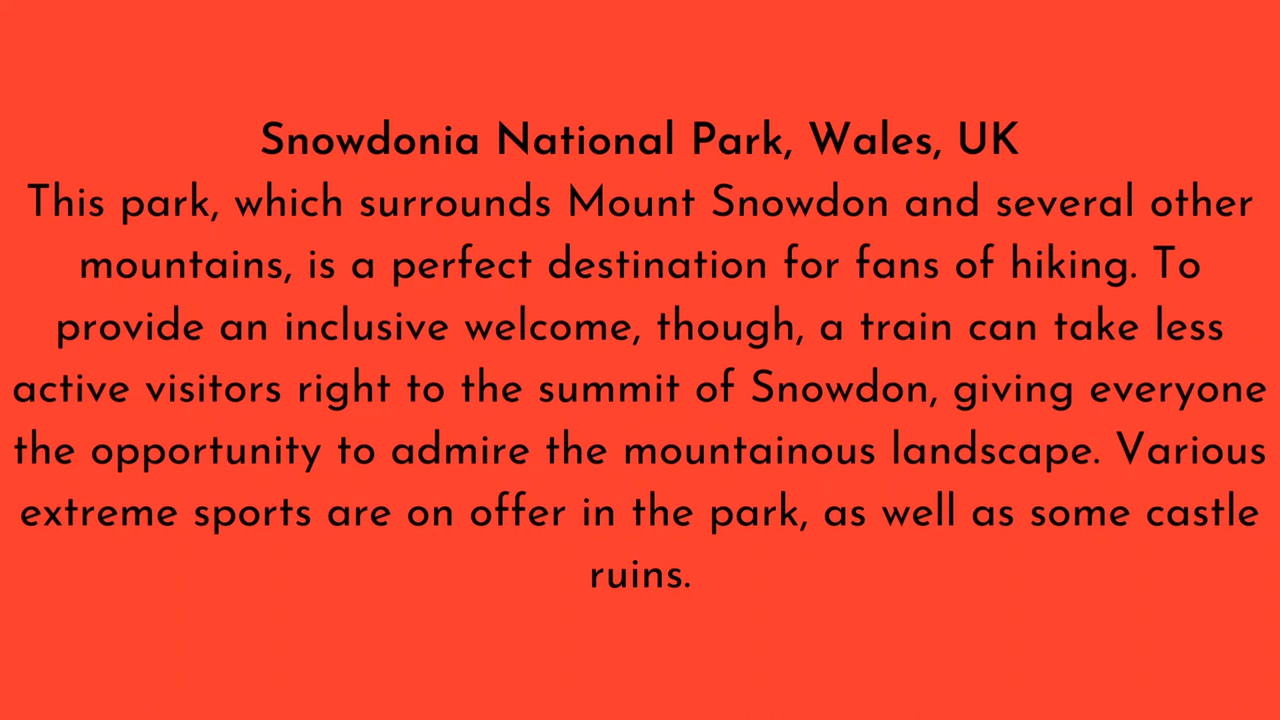 Snowdonia National Park, Wales, UK
This park, which surrounds Mount Snowdon and several other
mountains, is a perfect destination for fans of hiking. To
provide an inclusive welcome, though, a train can take less
active visitors right to the summit of Snowdon, giving everyone
the opportunity to admire the mountainous landscape. Various
extreme sports are on offer in the park, as well as some castle
ruins.